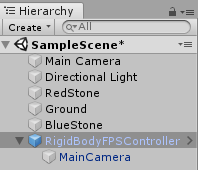 Hierarchy
Create All
SampleScene*
Main Camera
Directional Light
RedStone
Ground
BlueStone
RigidBodyFPSController
MainCamera